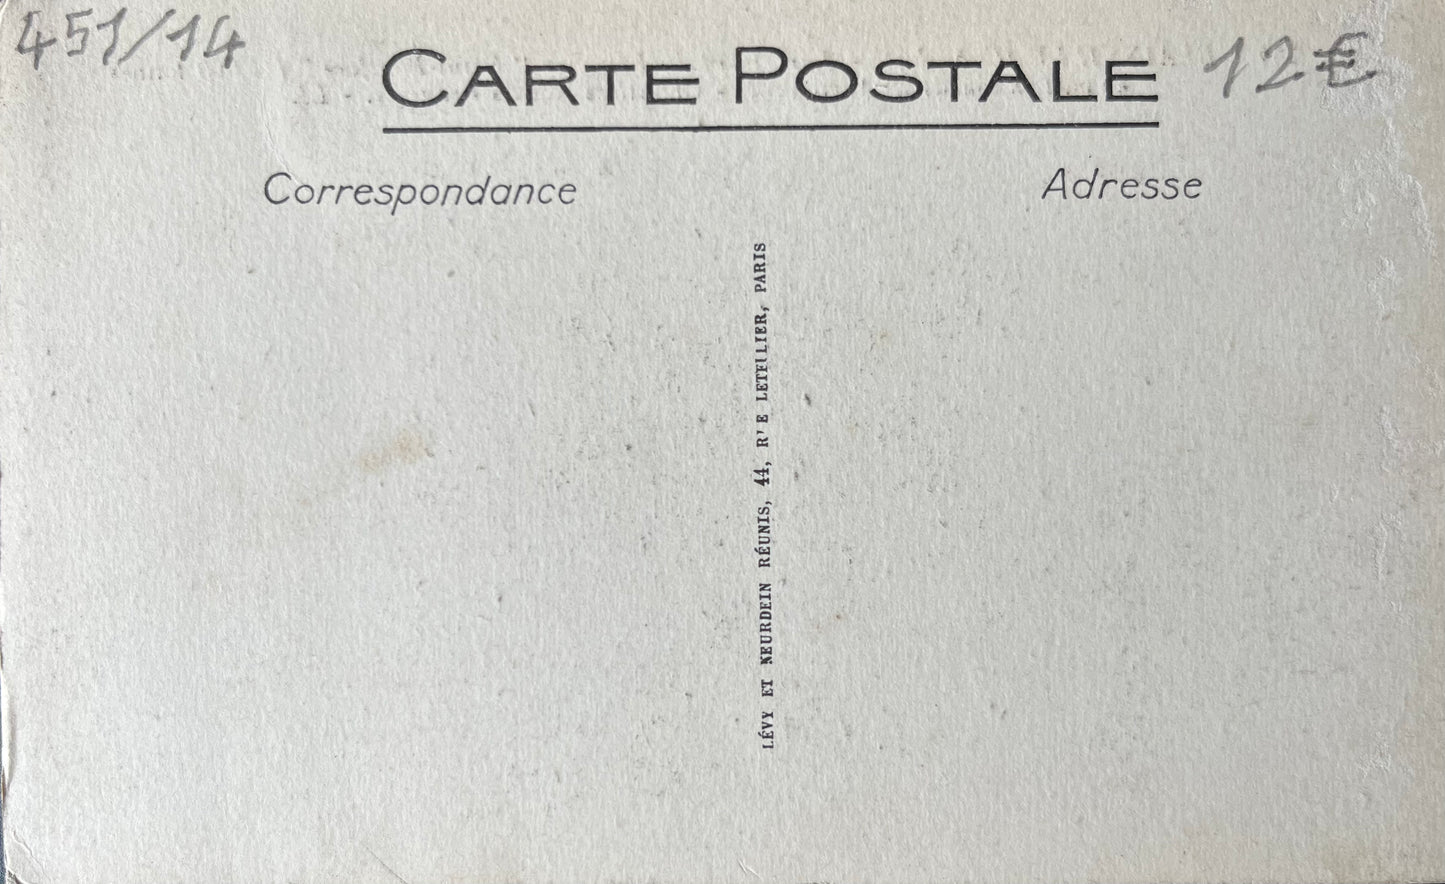 451/14
CARTE POSTALE
12€
Correspondance
Adresse
LÉVY ET NEURDEIN RÉUNIS, 44, R'E LETELLIER, PARIS